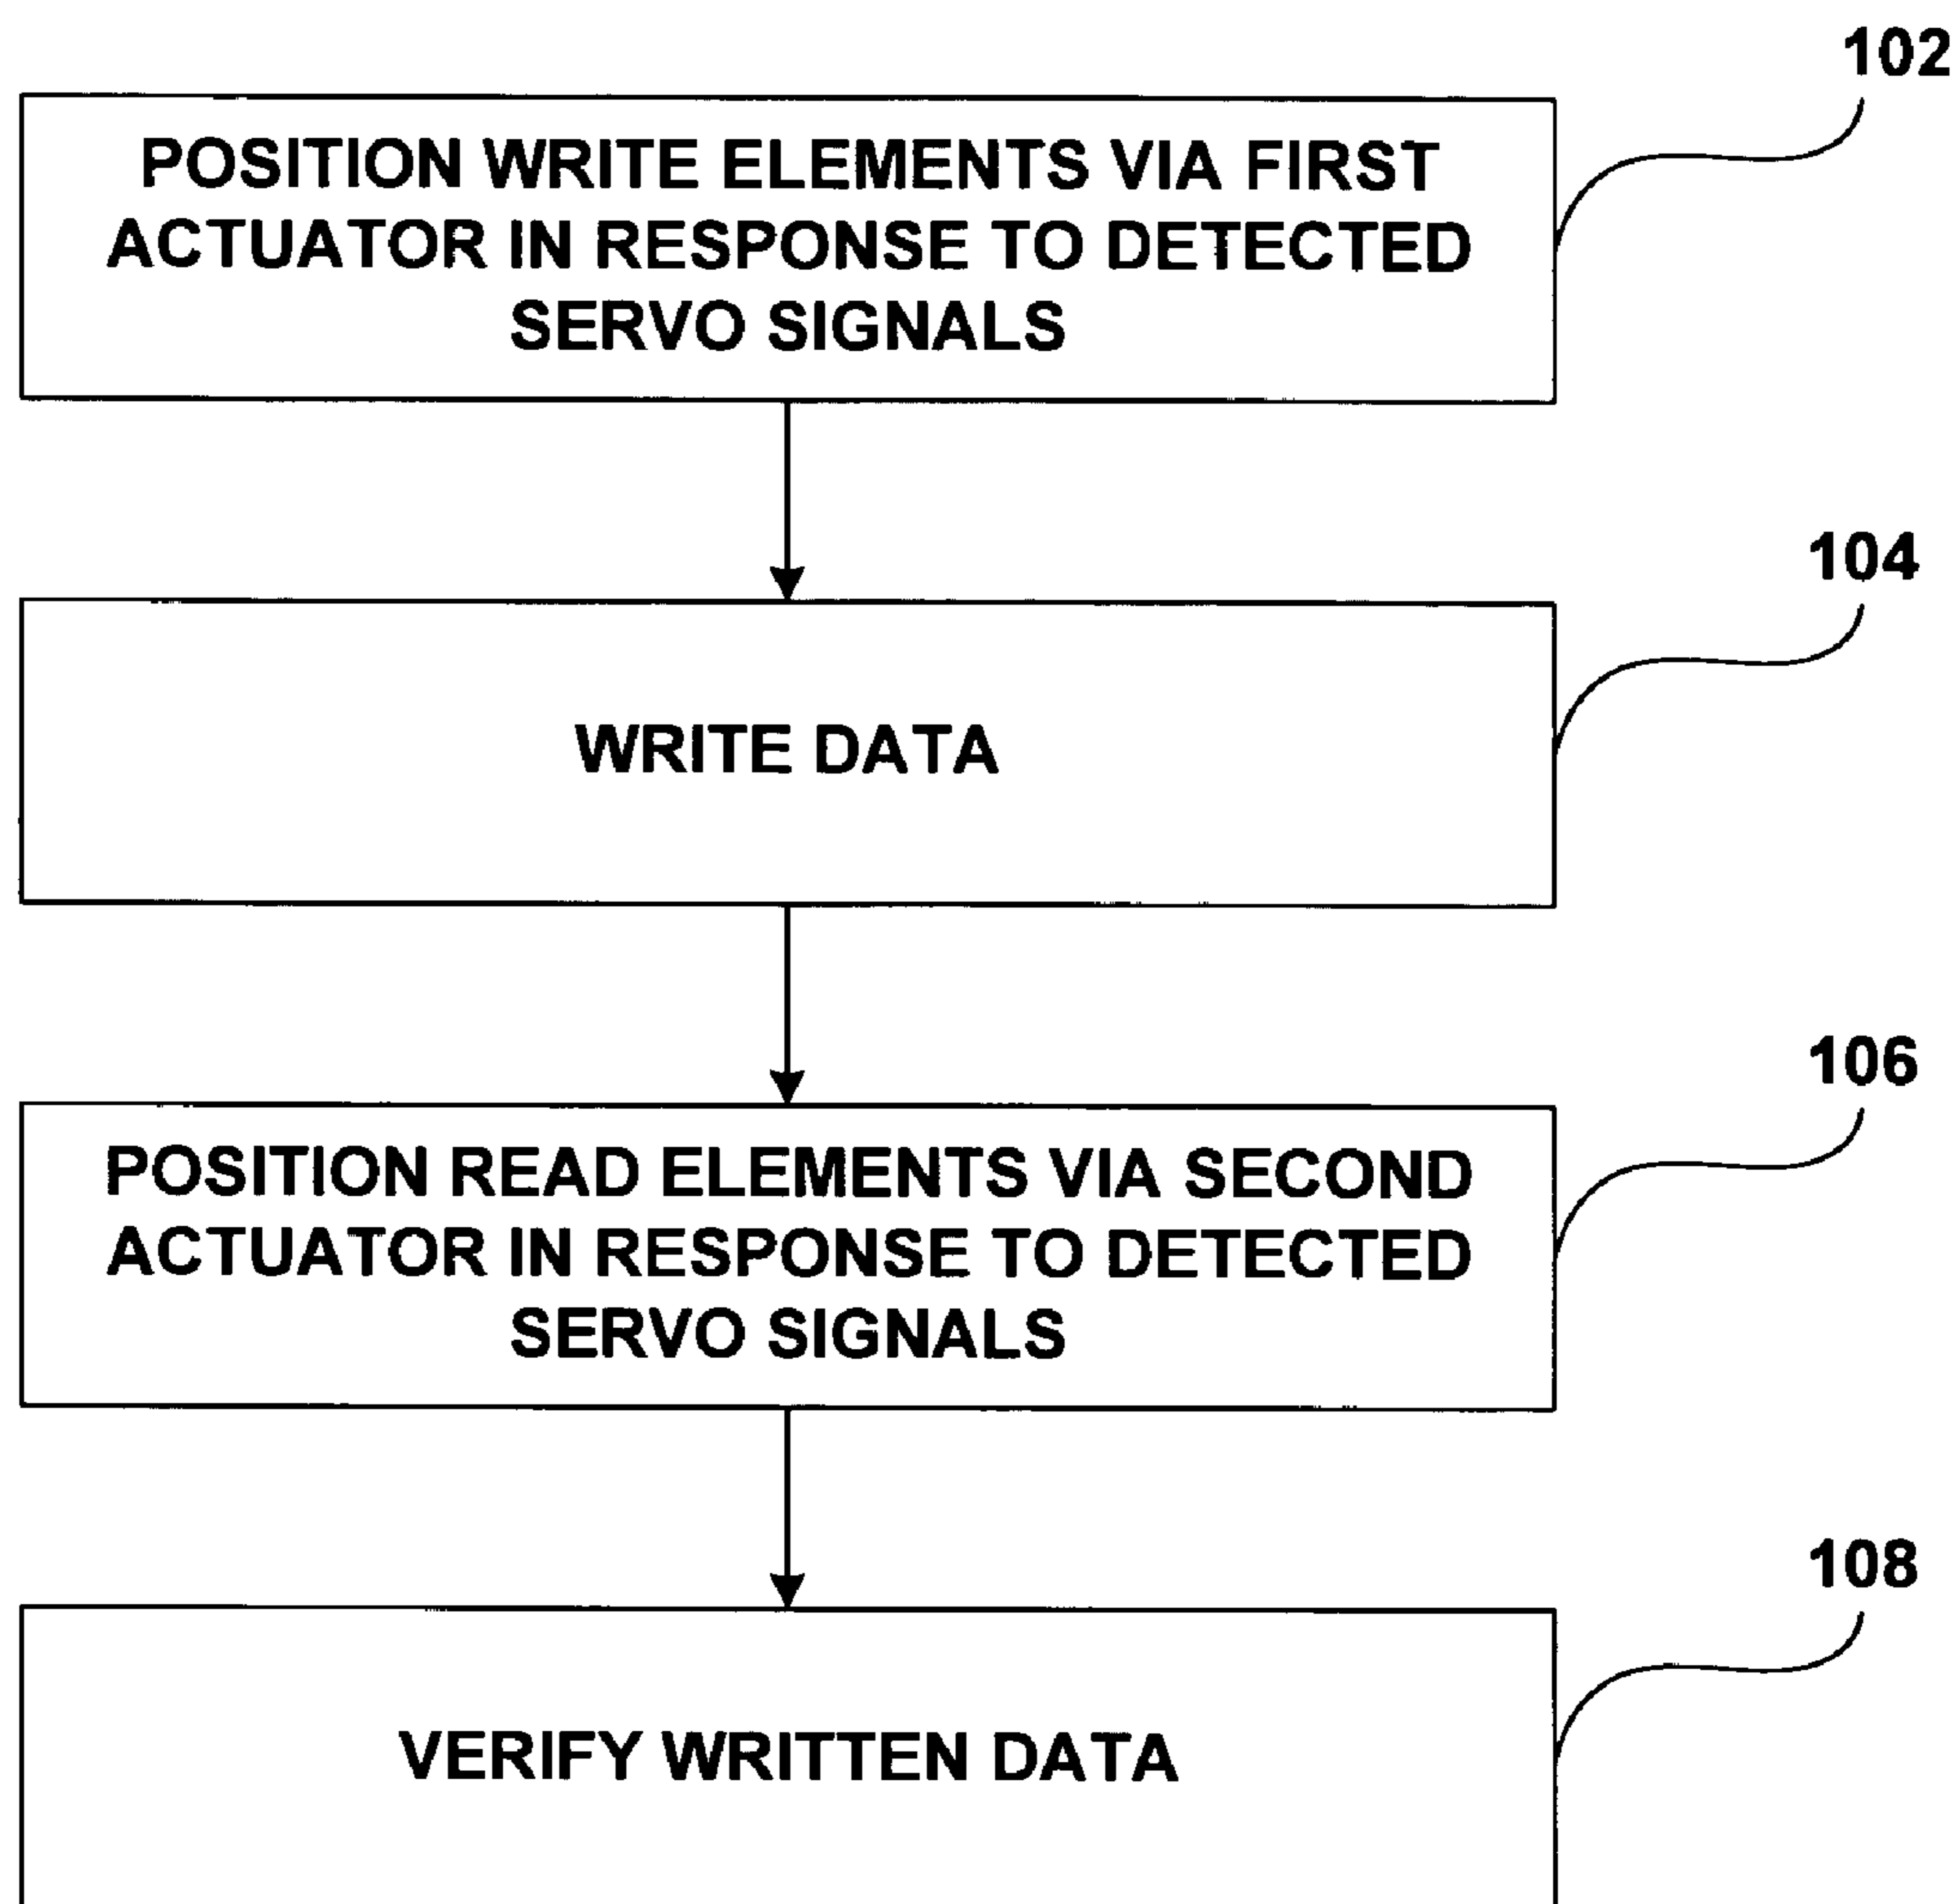 102
POSITION WRITE ELEMENTS VIA FIRST
ACTUATOR IN RESPONSE TO DETECTED
SERVO SIGNALS
104
WRITE DATA
106
POSITION READ ELEMENTS VIA SECOND
ACTUATOR IN RESPONSE TO DETECTED
SERVO SIGNALS
108
VERIFY WRITTEN DATA